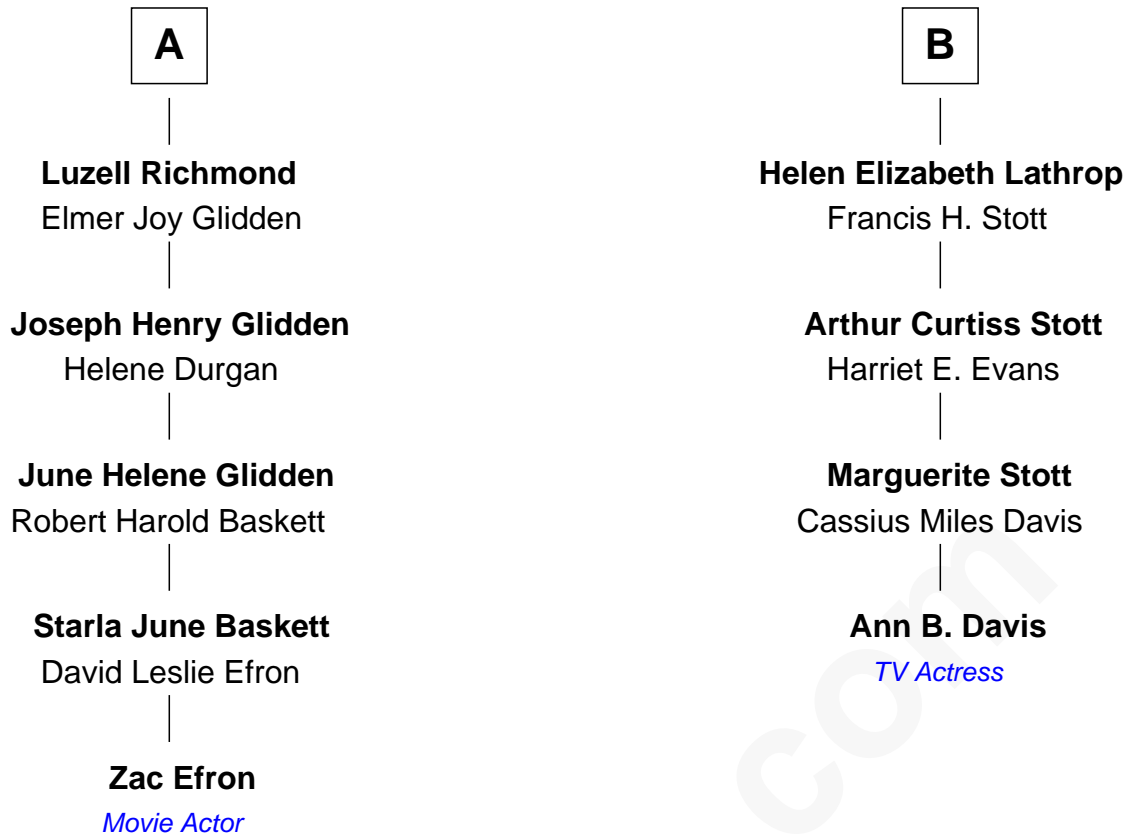 A
Luzell Richmond
Elmer Joy Glidden
Joseph Henry Glidden
Helene Durgan
June Helene Glidden
Robert Harold Baskett
Starla June Baskett
David Leslie Efron
Zac Efron
Movie Actor
B
Helen Elizabeth Lathrop
Francis H. Stott
Arthur Curtiss Stott
Harriet E. Evans
Marguerite Stott
Cassius Miles Davis
Ann B. Davis
TV Actress
com